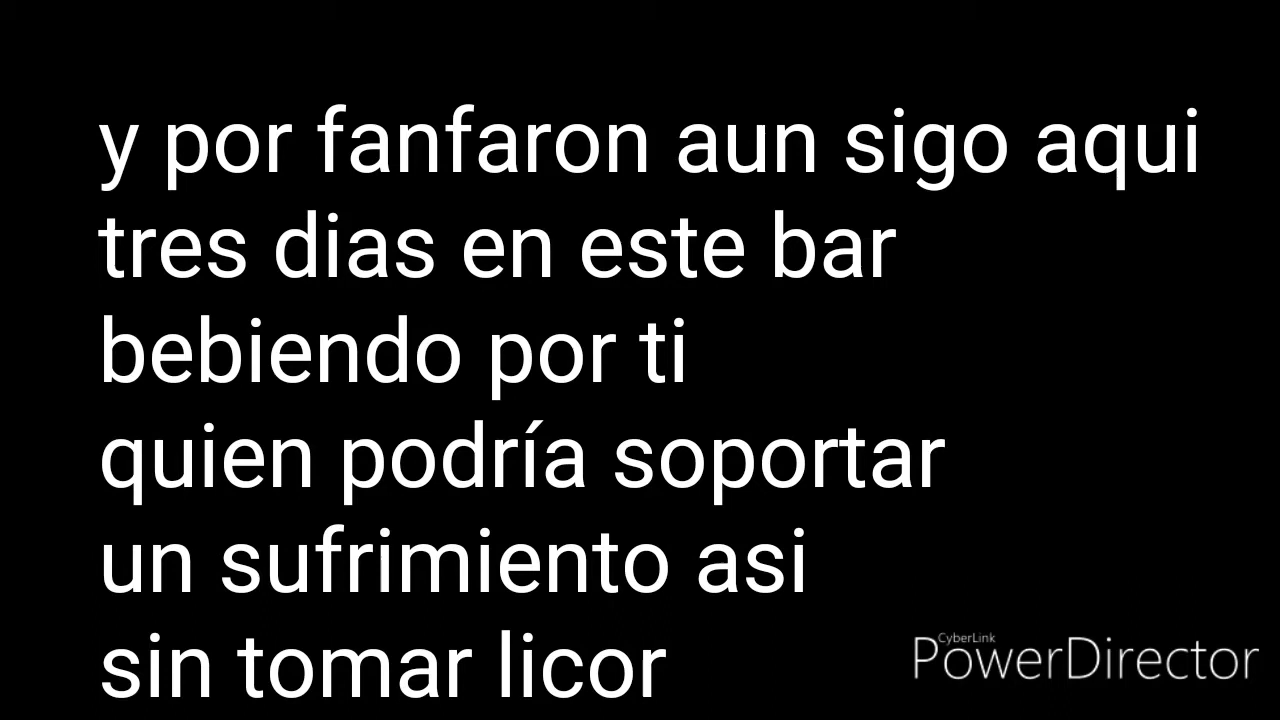 y por fanfaron aun sigo aqui
tres dias en este bar
bebiendo por ti
quien podría soportar
un sufrimiento asi
sin tomar licor
CyberLink
PowerDirector